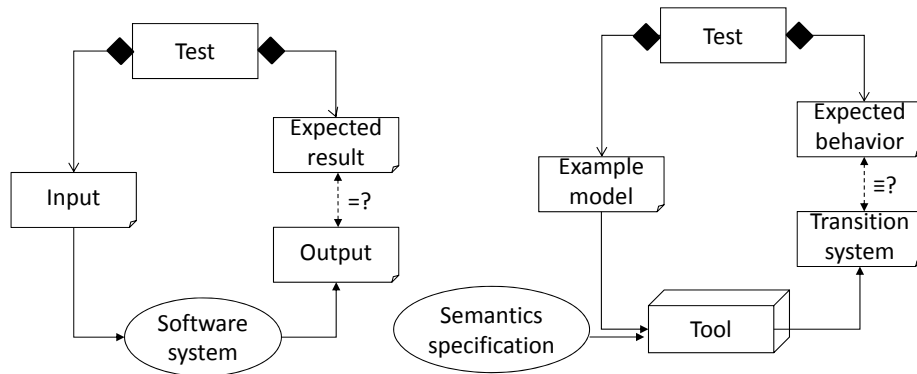 Test
Expected
result
Input
=?
Output
Software
system
Test
Expected
behavior
Example
model
≡?
Transition
system
Semantics
specification
Tool